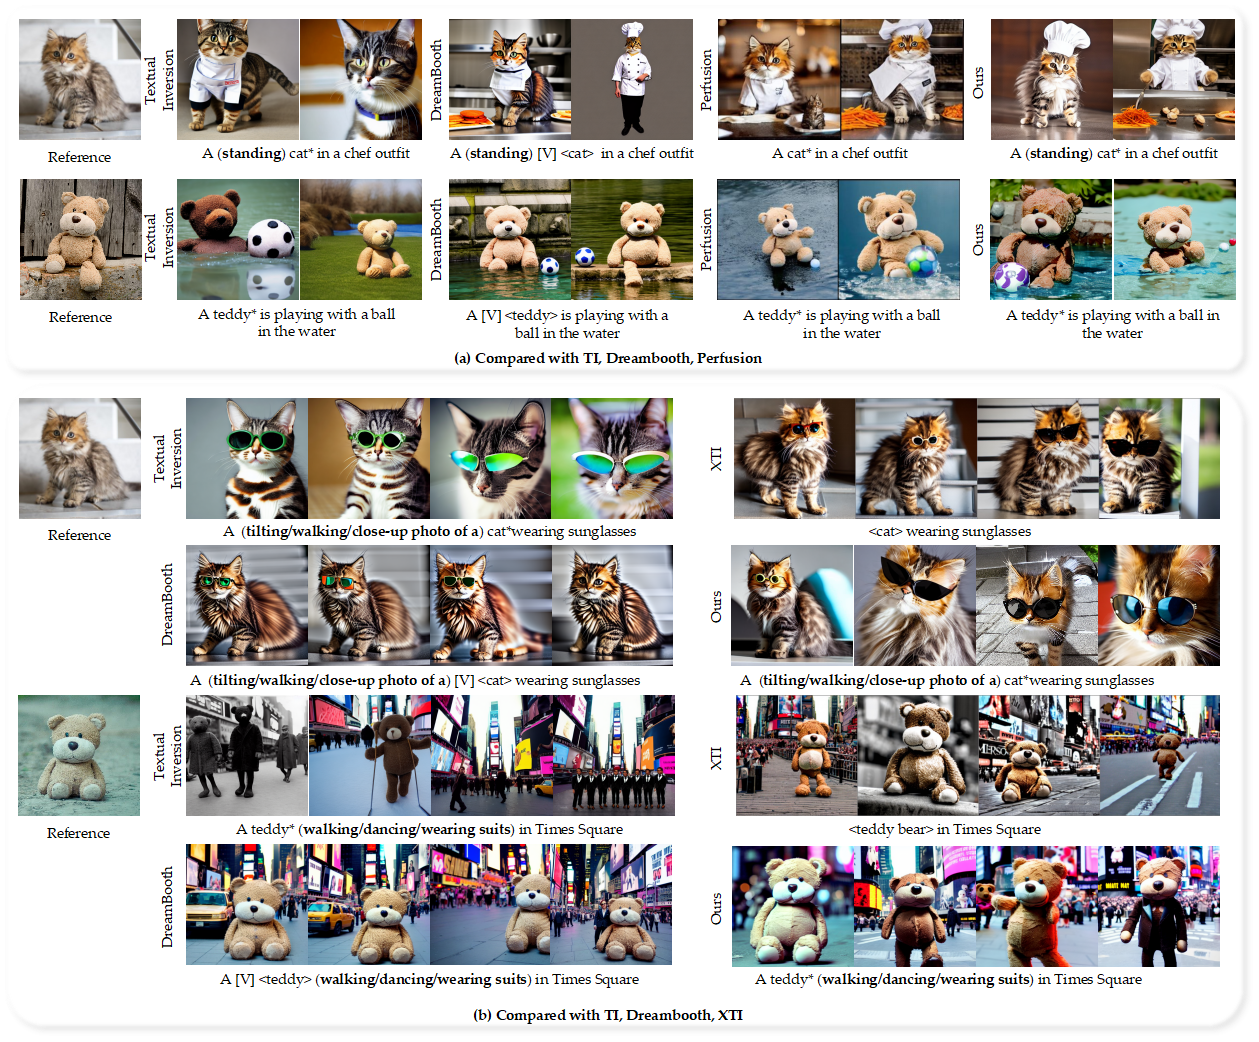 Reference
Textual
Inversion
A (standing) cat* in a chef outfit
DreamBooth
A (standing) [V] <cat> in a chef outfit
Perfusion
A cat* in a chef outfit
Ours
A (standing) cat* in a chef outfit
Reference
Textual
Inversion
A teddy* is playing with a ball
in the water
DreamBooth
A [V] <teddy> is playing with a
ball in the water
Perfusion
A teddy* is playing with a ball
in the water
Ours
A teddy* is playing with a ball in
the water
(a) Compared with TI, Dreambooth, Perfusion
Reference
Textual
Inversion
A (tilting/walking/close-up photo of a) cat*wearing sunglasses
XTI
<cat> wearing sunglasses
DreamBooth
A (tilting/walking/close-up photo of a) [V] <cat> wearing sunglasses
Ours
A (tilting/walking/close-up photo of a) cat*wearing sunglasses
Reference
Textual
Inversion
A teddy* (walking/dancing/wearing suits) in Times Square
XTI
<teddy bear> in Times Square
DreamBooth
A [V] <teddy> (walking/dancing/wearing suits) in Times Square
Ours
A teddy* (walking/dancing/wearing suits) in Times Square
(b) Compared with TI, Dreambooth, XTI